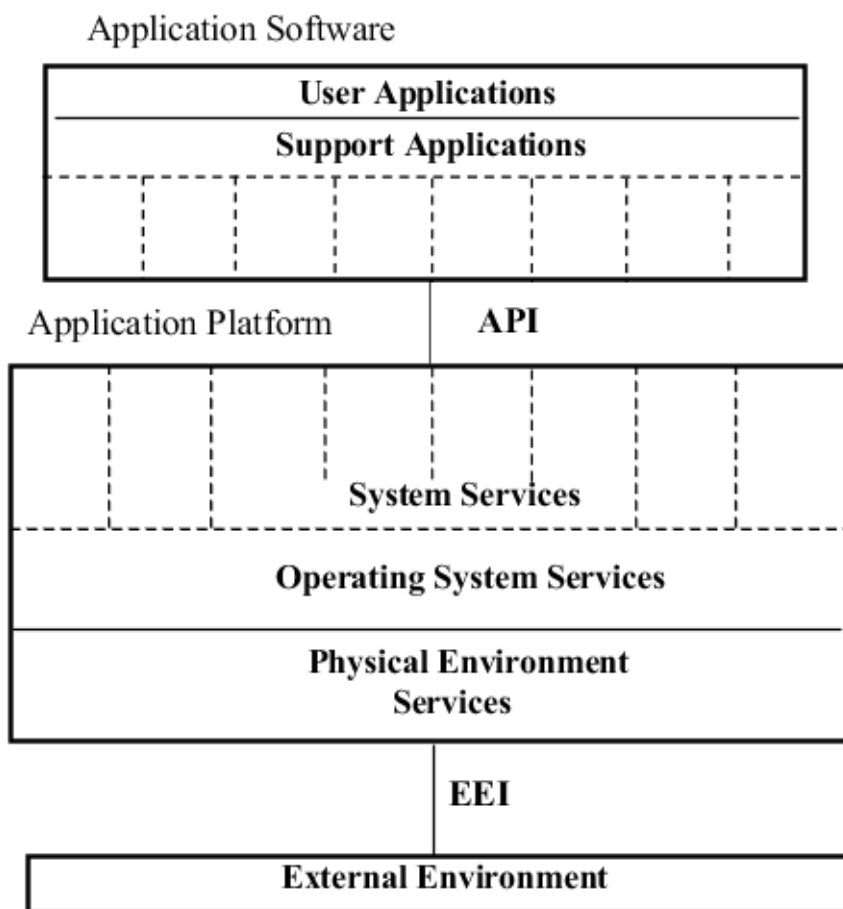 Application Software
User Applications
Support Applications
Application Platform API
System Services
Operating System Services
Physical Environment
Services
EEI
External Environment